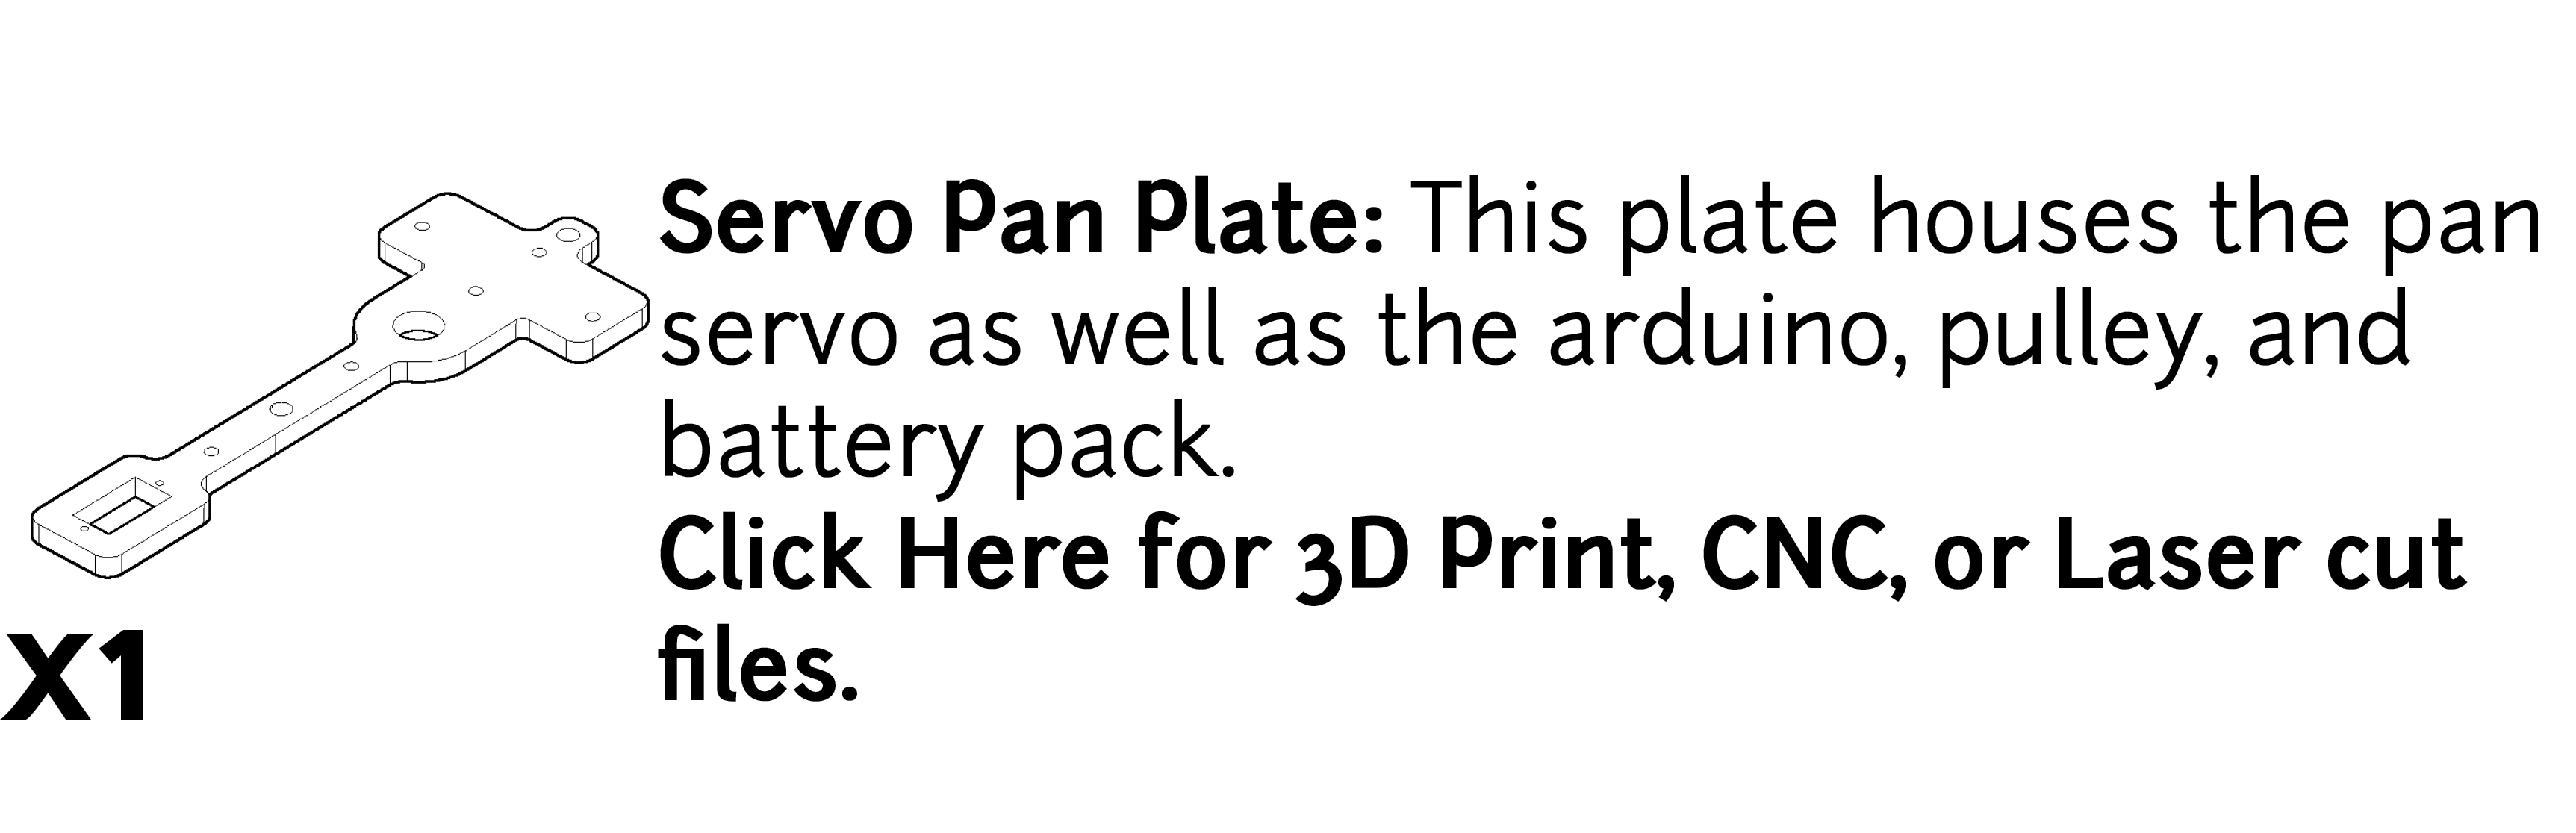 Servo Pan Plate: This plate houses the pan
servo as well as the arduino, pulley, and
battery pack.
Click Here for 3D Print, CNC, or Laser cut
files.
X1